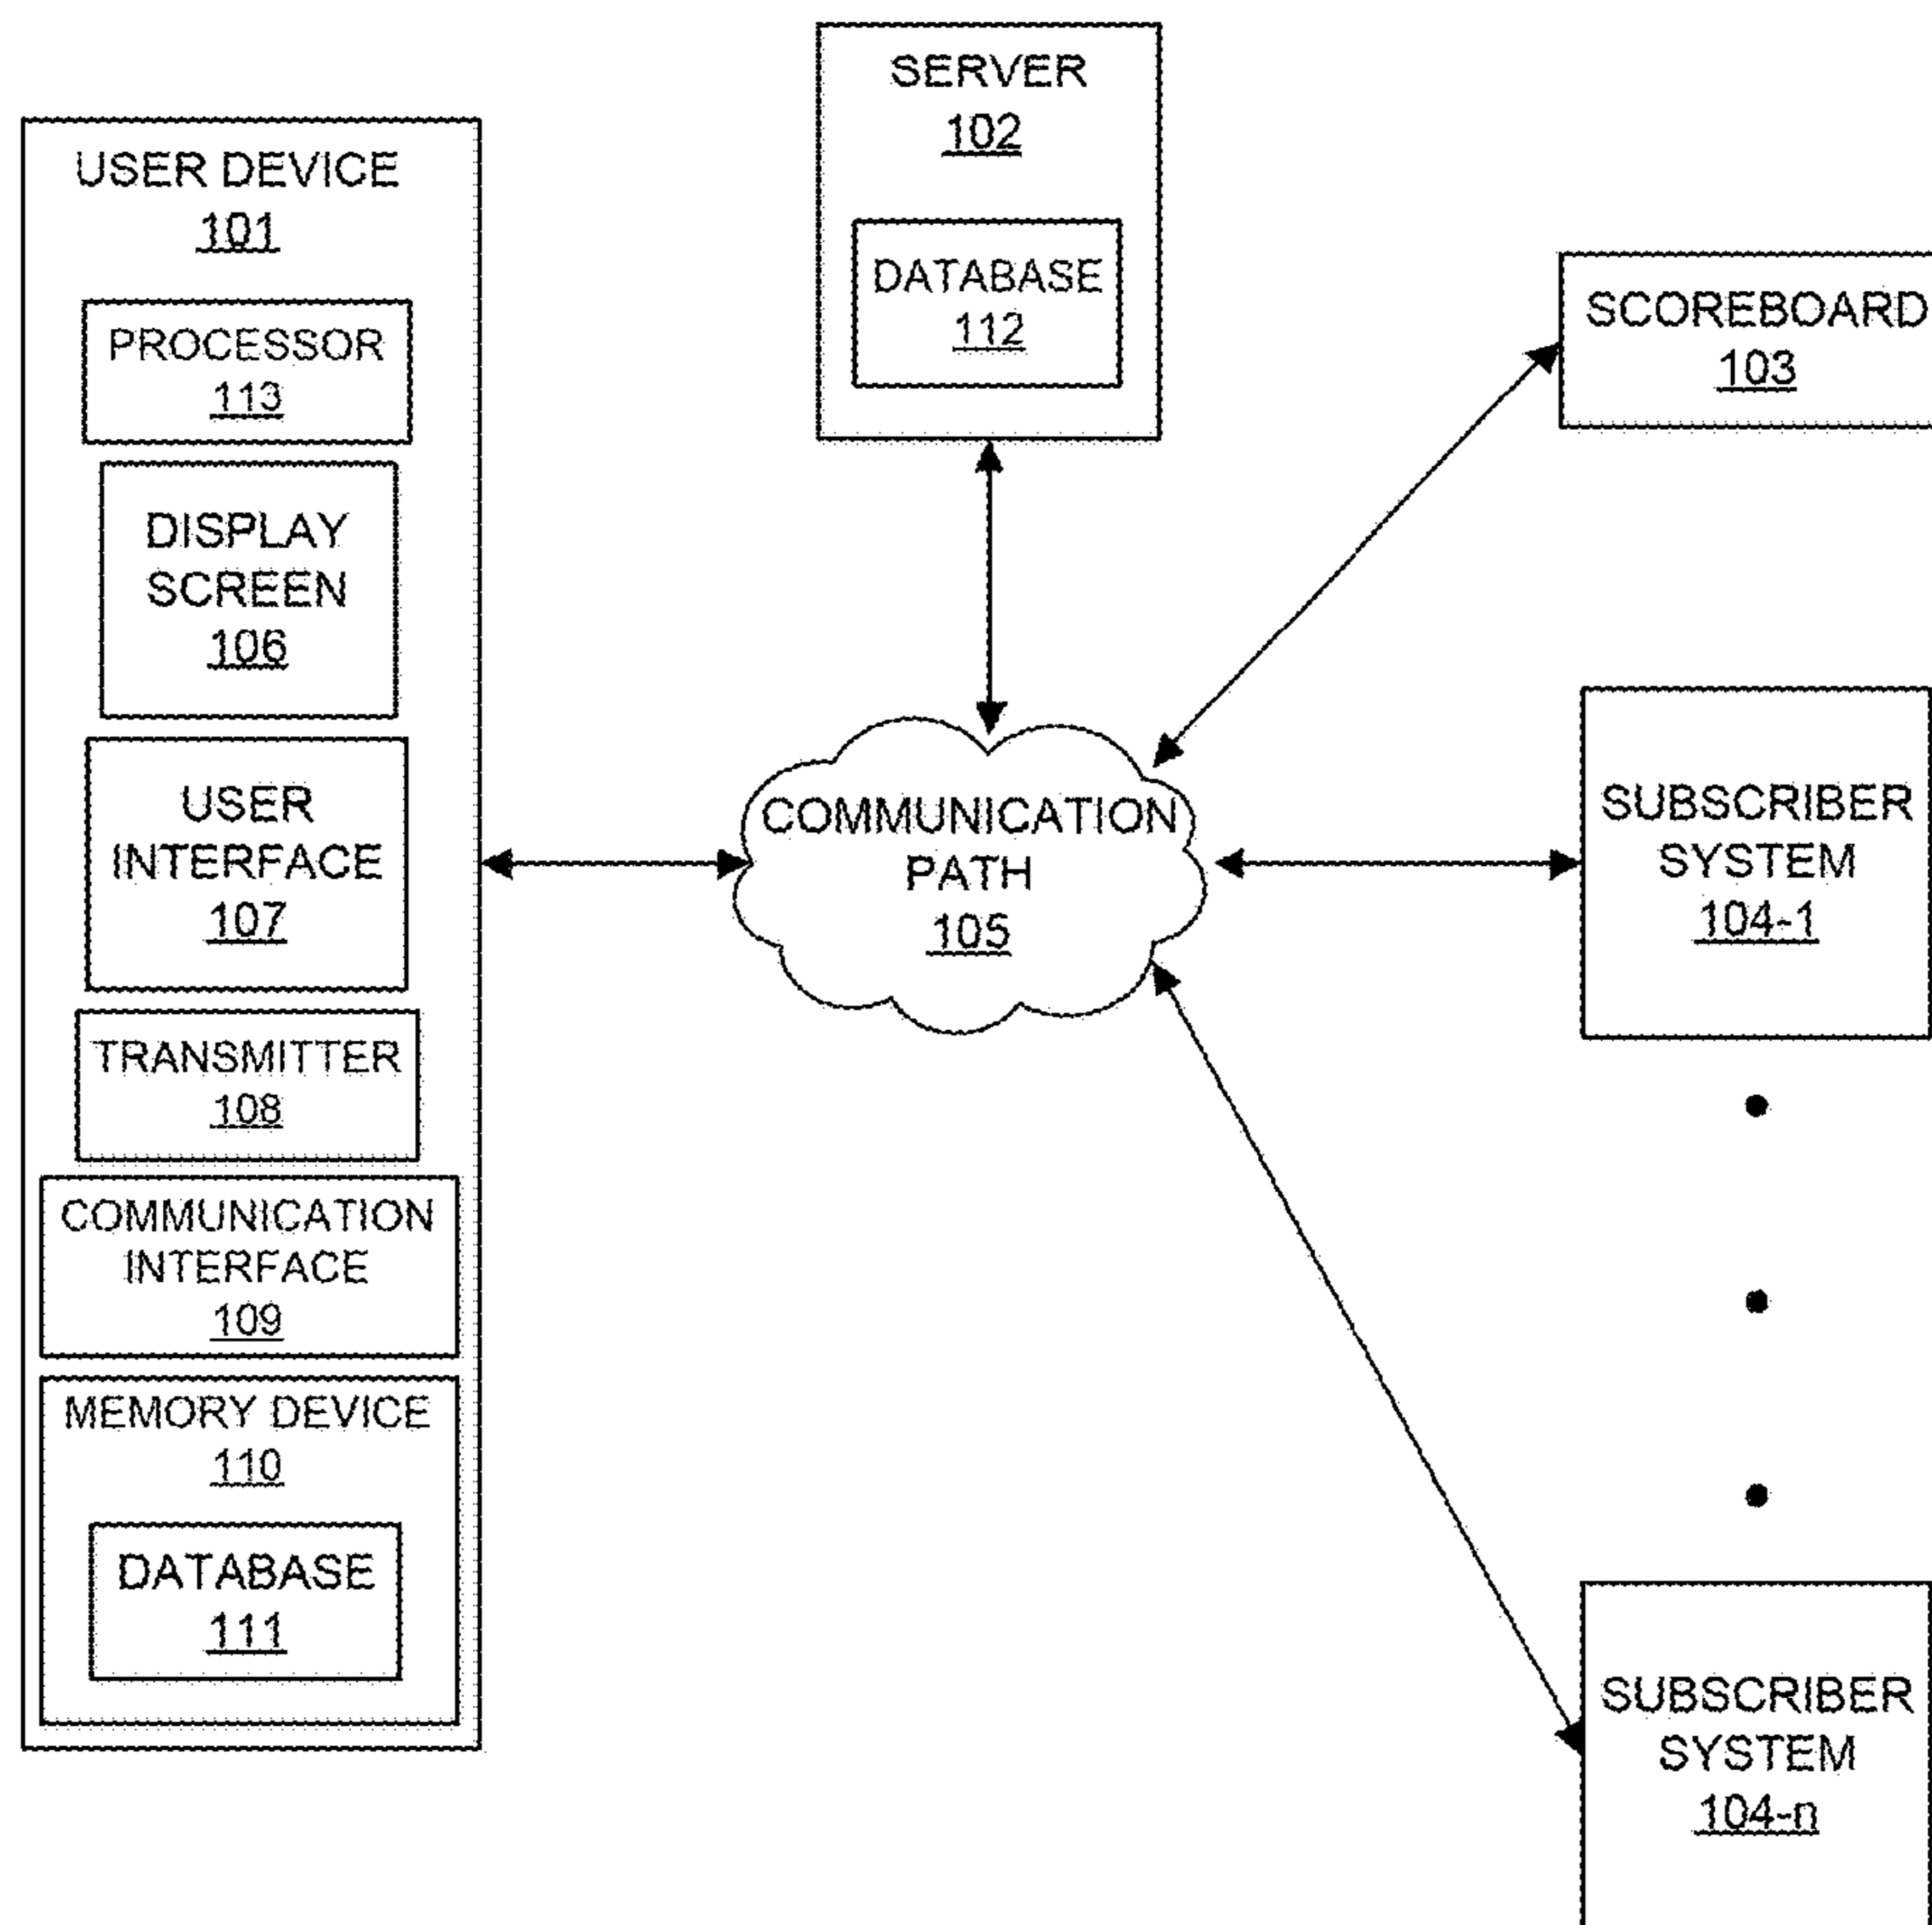 USER DEVICE
101
PROCESSOR
113
DISPLAY
SCREEN
106
USER
INTERFACE
107
TRANSMITTER
108
COMMUNICATION
INTERFACE
109
MEMORY DEVICE
110
DATABASE
111
SERVER
102
DATABASE
112
COMMUNICATION
PATH
105
SCOREBOARD
103
SUBSCRIBER
SYSTEM
104-1
SUBSCRIBER
SYSTEM
104-n